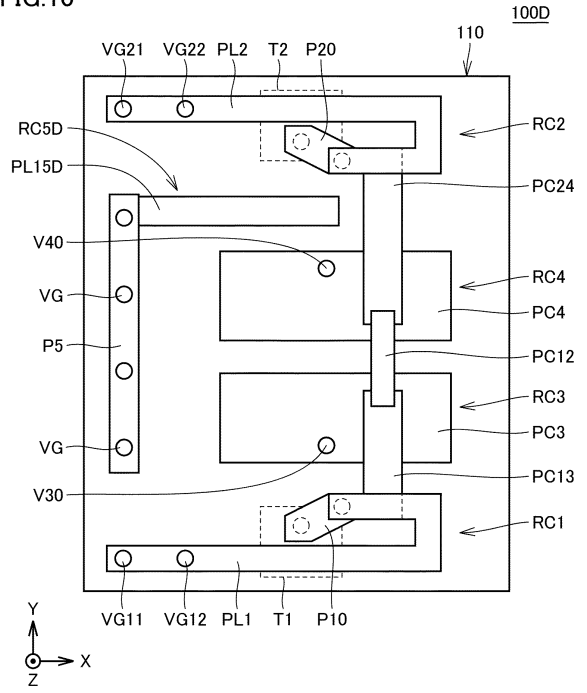 FIG.16
100D
110
VG21 VG22 PL2 T2 P20
RC2
RC5D
PL15D
PC24
V40
RC4
VG
PC4
P5
PC12
RC3
VG
PC3
V30
PC13
RC1
VG11 VG12 PL1 T1 P10
Y
X
Z